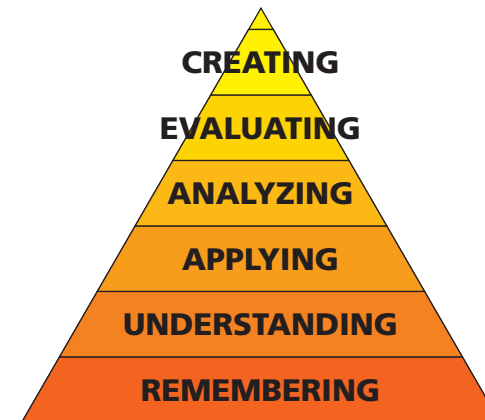 CREATING
EVALUATING
ANALYZING
APPLYING
UNDERSTANDING
REMEMBERING